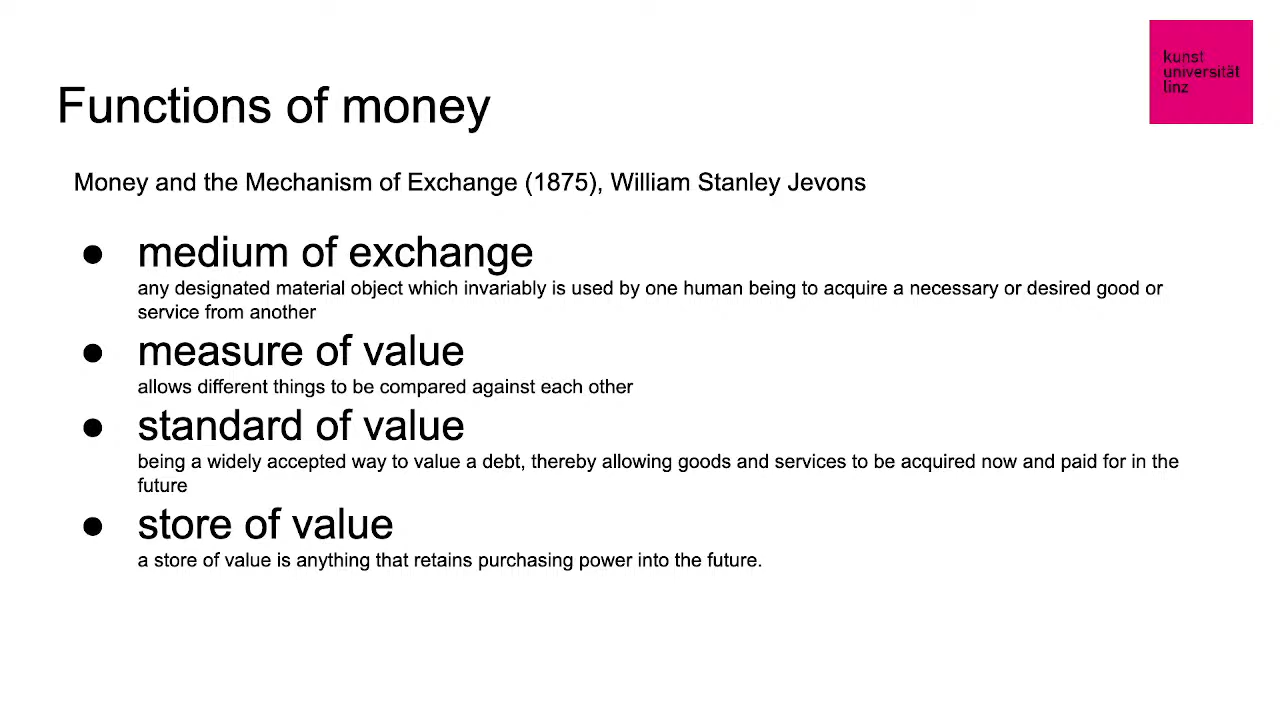 kunst
universität
linz
Functions of money
Money and the Mechanism of Exchange (1875), William Stanley Jevons
● medium of exchange
any designated material object which invariably is used by one human being to acquire a necessary or desired good or
service from another
● measure of value
allows different things to be compared against each other
● standard of value
being a widely accepted way to value a debt, thereby allowing goods and services to be acquired now and paid for in the
future
● store of value
a store of value is anything that retains purchasing power into the future.